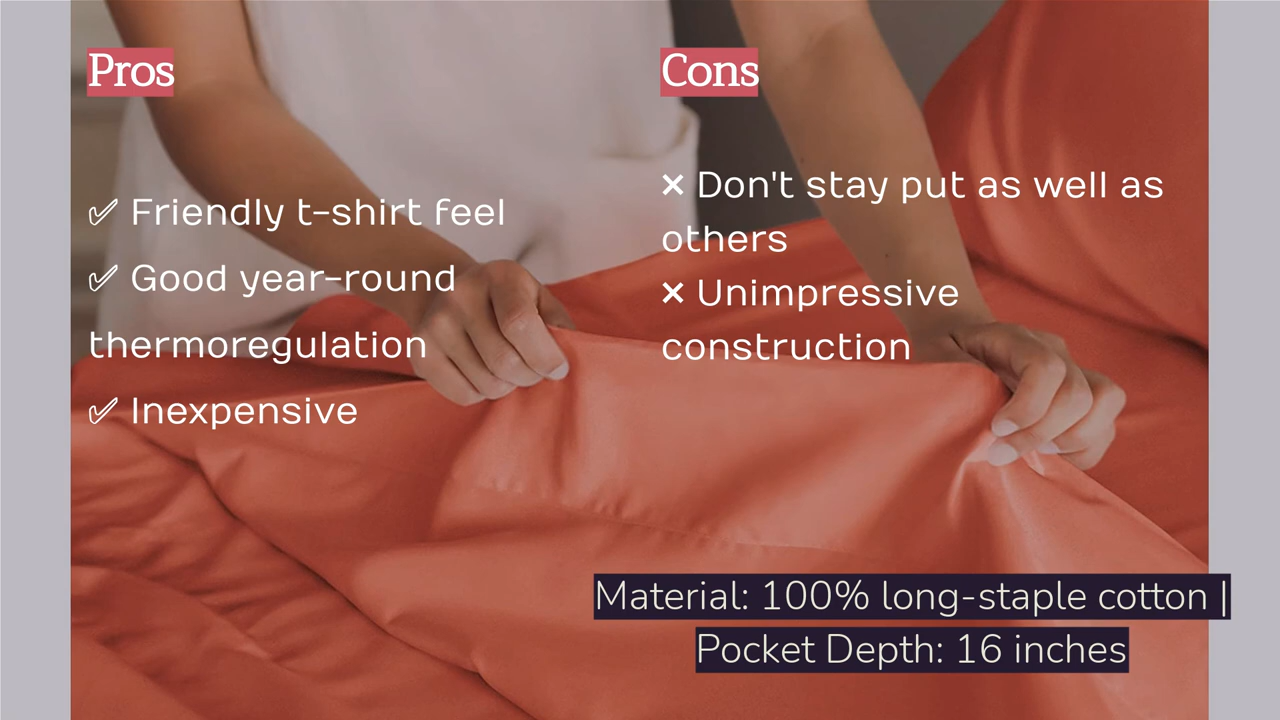 Pros
✅ Friendly t-shirt feel
✅ Good year-round
thermoregulation
✅ Inexpensive
Cons
❌ Don't stay put as well as
others
❌ Unimpressive
construction
Material: 100% long-staple cotton |
Pocket Depth: 16 inches